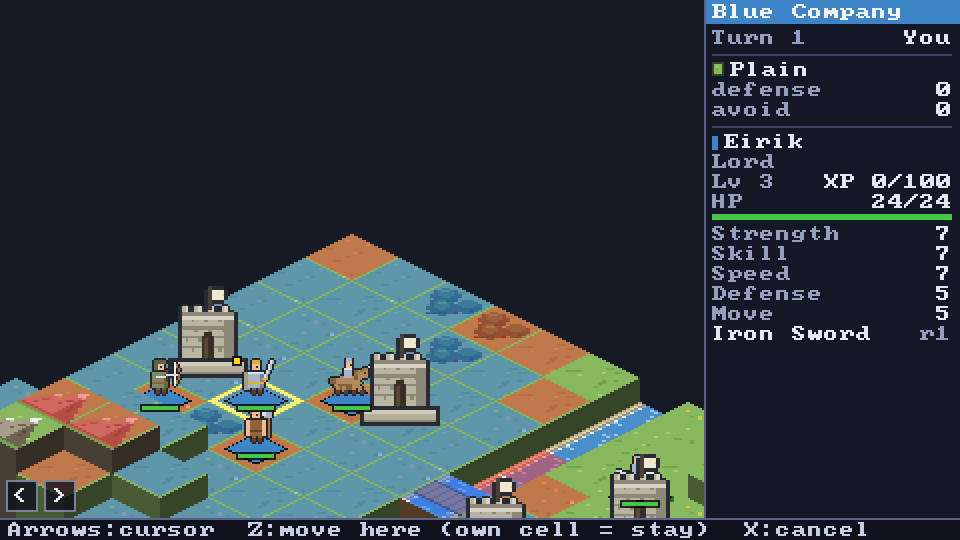 Blue Company
Turn 1 You
Plain
defense 0
avoid 0
Eirik
Lord
Lv 3 XP 0/100
HP 24/24
Strength 7
Skill 7
Speed 7
Defense 5
Move 5
Iron Sword r1
< >
Arrows:cursor Z:move here (own cell = stay) X:cancel